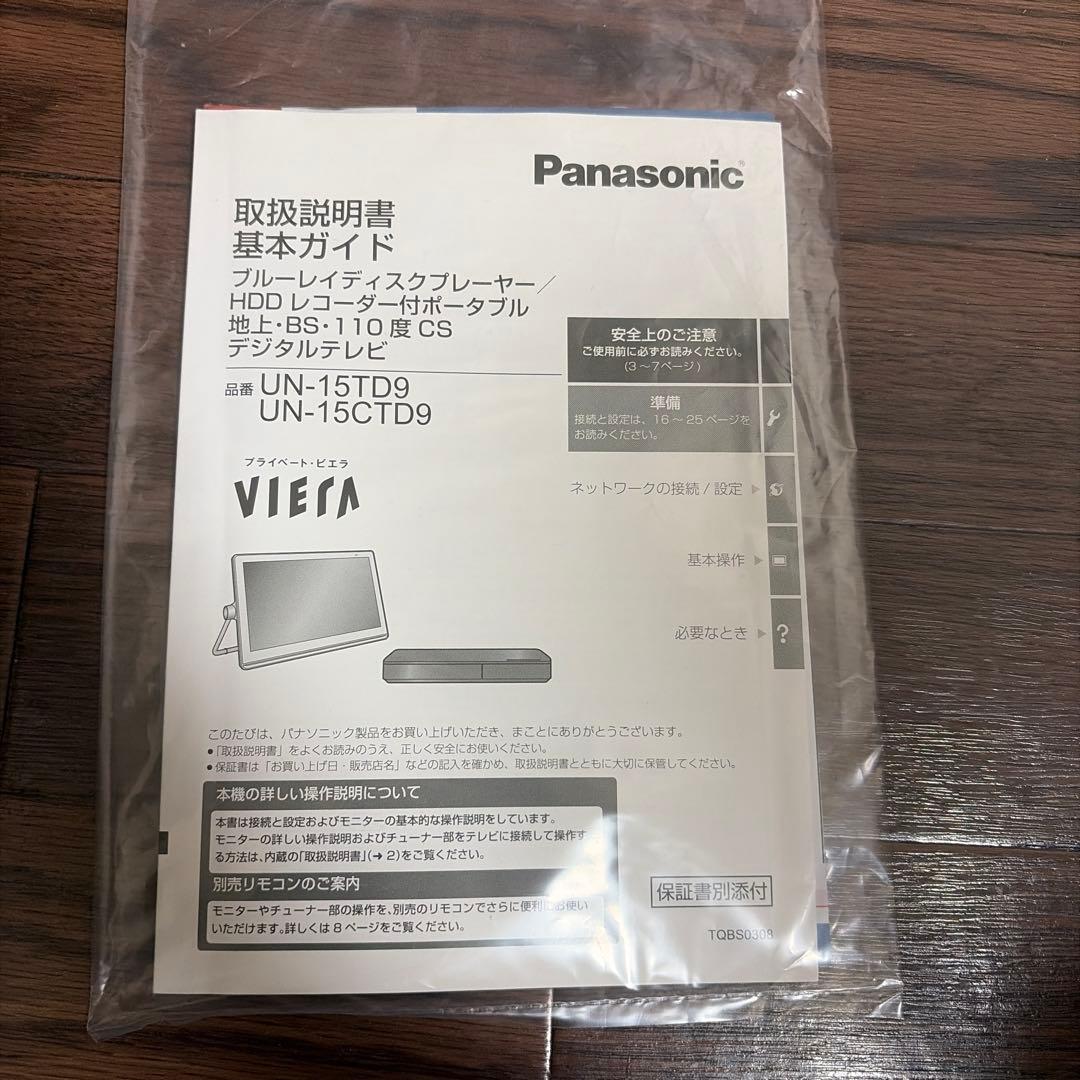 Panasonic®
取扱説明書
基本ガイド
ブルーレイディスクプレーヤー／
HDD レコーダー付ポータブル
地上・BS・110 度 CS
デジタルテレビ
品番 UN-15TD9
UN-15CTD9
プライベート・ビエラ
VIErA
安全上のご注意
ご使用前に必ずお読みください。
(3 ～7ページ)
準備
接続と設定は、16 ～ 25 ページを
お読みください。
ネットワークの接続 / 設定 ▶
基本操作 ▶
必要なとき ▶ ?
このたびは、パナソニック製品をお買い上げいただき、まことにありがとうございます。
●「取扱説明書」をよくお読みのうえ、正しく安全にお使いください。
●保証書は「お買い上げ日・販売店名」などの記入を確かめ、取扱説明書とともに大切に保管してください。
本機の詳しい操作説明について
本書は接続と設定およびモニターの基本的な操作説明をしています。
モニターの詳しい操作説明およびチューナー部をテレビに接続して操作す
る方法は、内蔵の「取扱説明書」(➔ 2)をご覧ください。
別売リモコンのご案内
モニターやチューナー部の操作を、別売のリモコンでさらに便利にお使い
いただけます。詳しくは 8 ページをご覧ください。
保証書別添付
TQBS0308